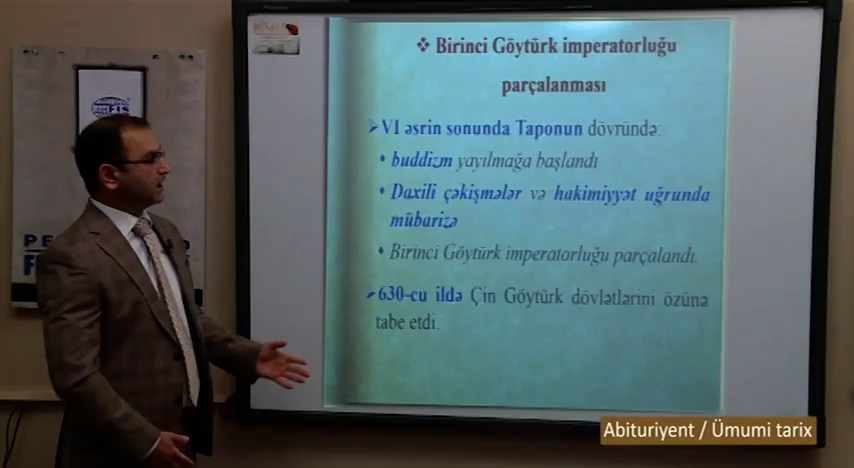 ❖ Birinci Göytürk imperatorluğu
parçalanması
➢VI əsrin sonunda Taponun dövründə:
• buddizm yayılmağa başlandı
• Daxili çəkişmələr və hakimiyyət uğrunda
mübarizə
• Birinci Göytürk imperatorluğu parçalandı.
➢630-cu ildə Çin Göytürk dövlətlərini özünə
tabe etdi.
Abituriyent / Ümumi tarix